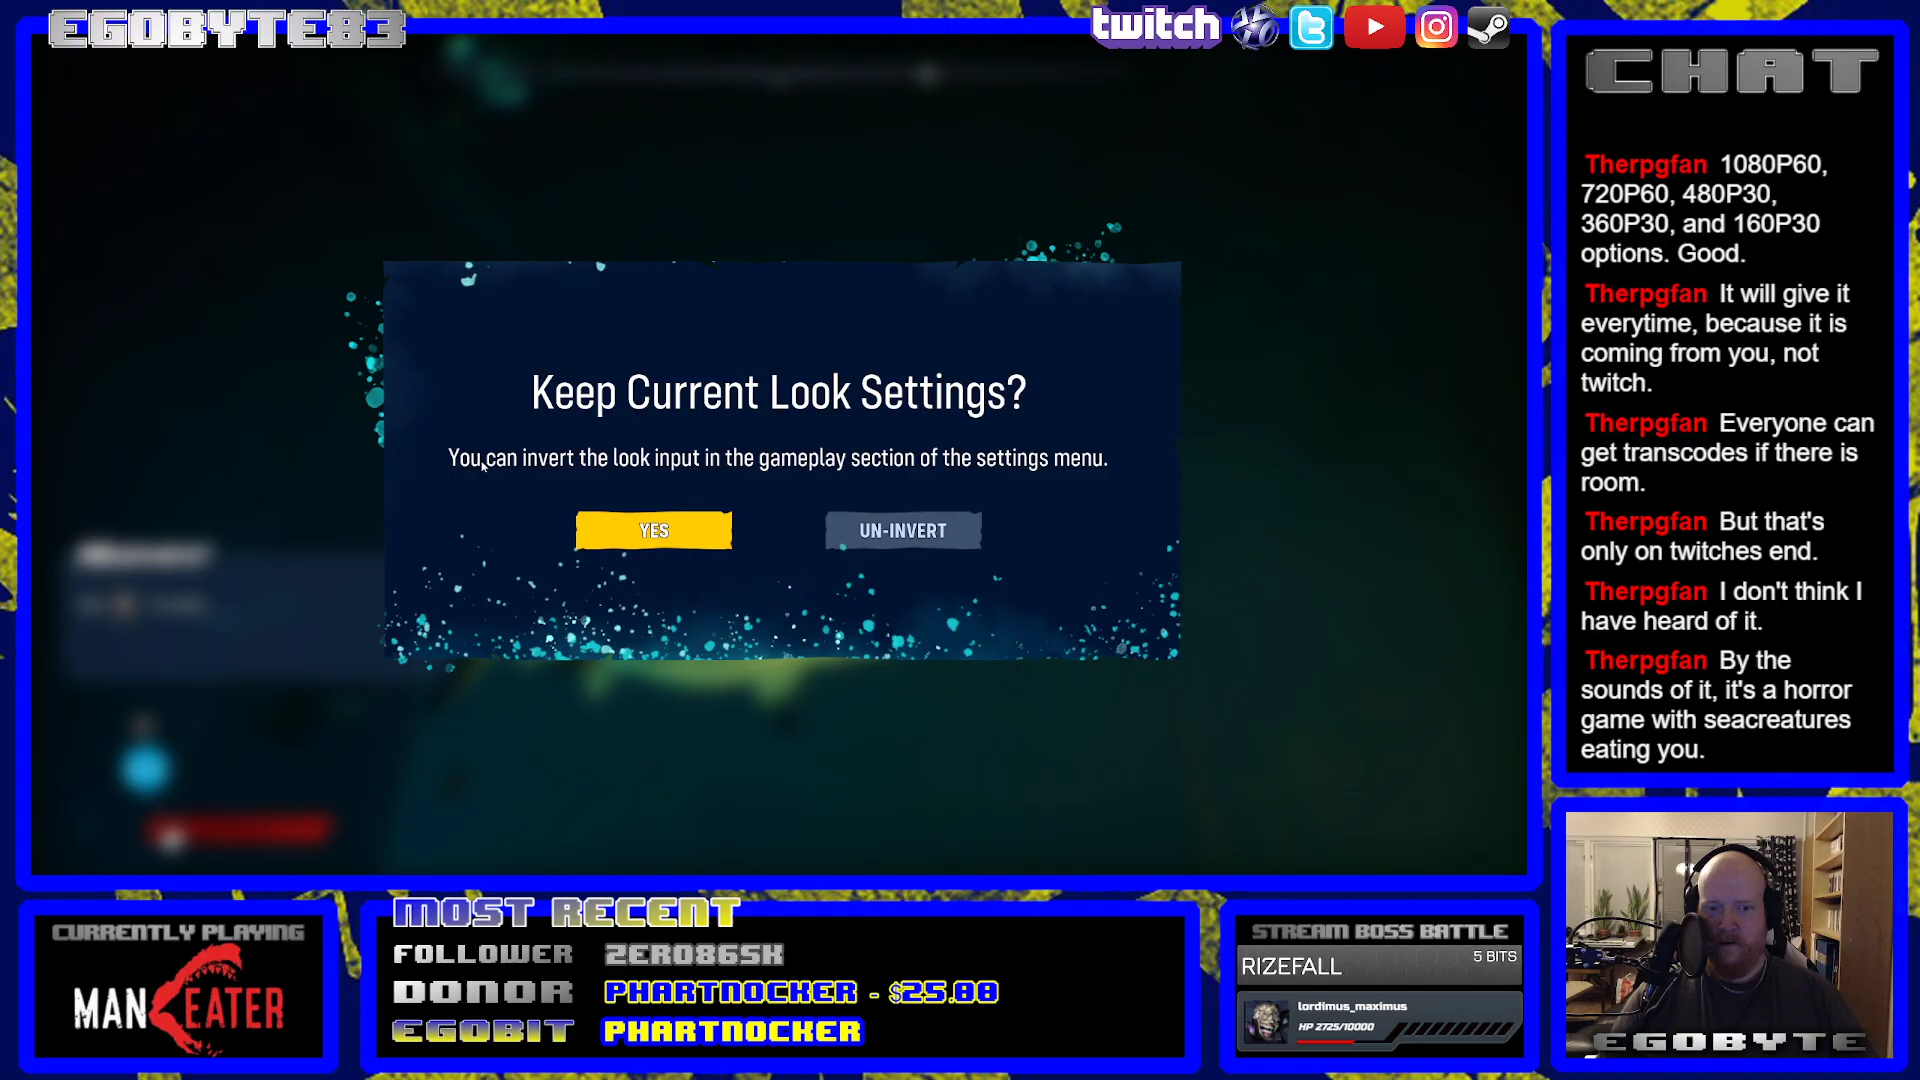 EGOBYTE83
twitch
CHAT
Therpgfan 1080P60,
720P60, 480P30,
360P30, and 160P30
options. Good.
Therpgfan It will give it
everytime, because it is
coming from you, not
twitch.
Therpgfan Everyone can
get transcodes if there is
room.
Therpgfan But that's
only on twitches end.
Therpgfan I don't think I
have heard of it.
Therpgfan By the
sounds of it, it's a horror
game with seacreatures
eating you.
Keep Current Look Settings?
You can invert the look input in the gameplay section of the settings menu.
YES
UN-INVERT
CURRENTLY PLAYING
MANEATER
MOST RECENT
FOLLOWER ZERO86SK
DONOR PHARTNOCKER - $25.00
EGOBIT PHARTNOCKER
STREAM BOSS BATTLE
RIZEFALL 5 BITS
lordimus_maximus
HP 2725/10000
EGOBYTE